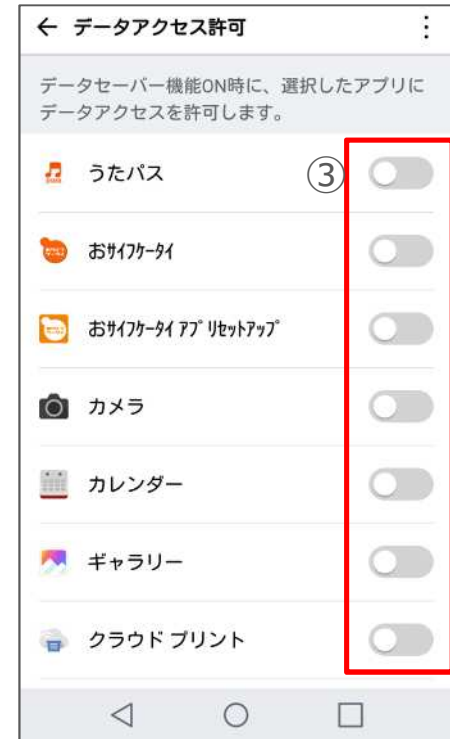 データアクセス許可
データセーバー機能ON時に、選択したアプリに
データアクセスを許可します。
うたパス
③
おサイフケータイ
おサイフケータイ アプリセットアップ
カメラ
カレンダー
ギャラリー
クラウド プリント